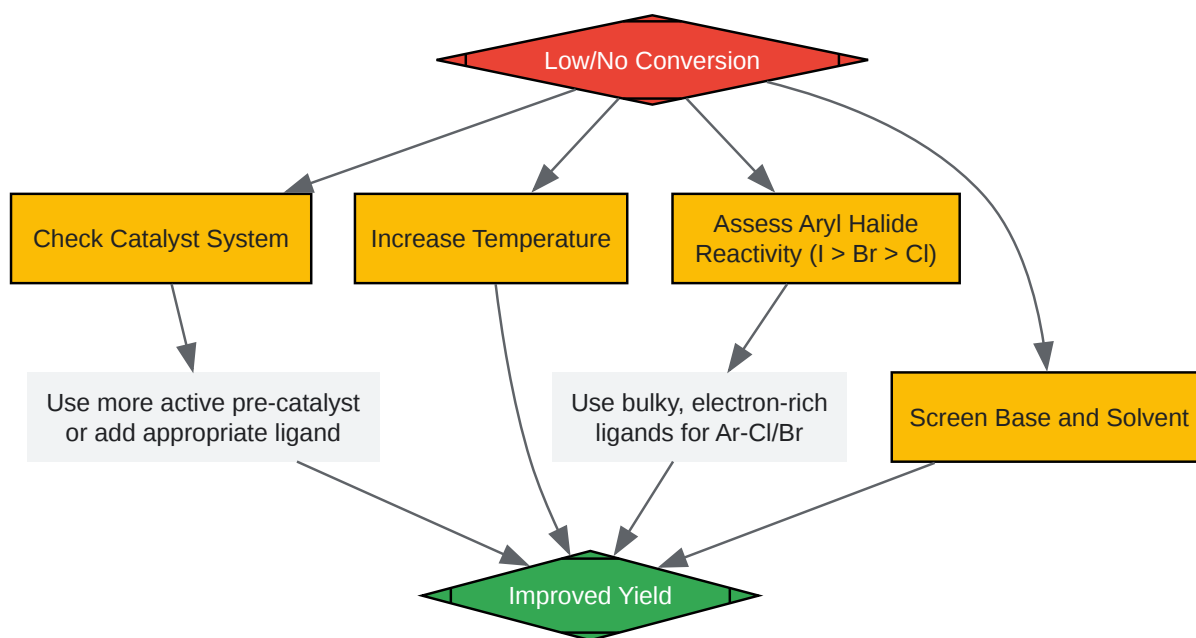 Low/No Conversion
Check Catalyst System
Increase Temperature
Assess Aryl Halide
Reactivity (I > Br > Cl)
Use more active pre-catalyst
or add appropriate ligand
Use bulky, electron-rich
ligands for Ar-Cl/Br
Screen Base and Solvent
Improved Yield